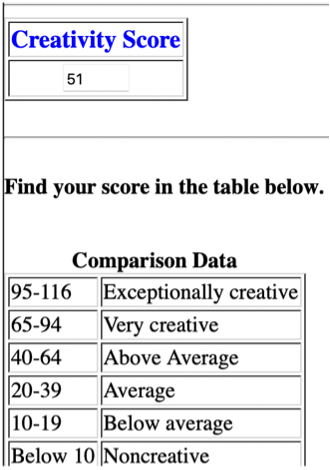 Creativity Score
51
Find your score in the table below.
Comparison Data
95-116 Exceptionally creative
65-94 Very creative
40-64 Above Average
20-39 Average
10-19 Below average
Below 10 Noncreative